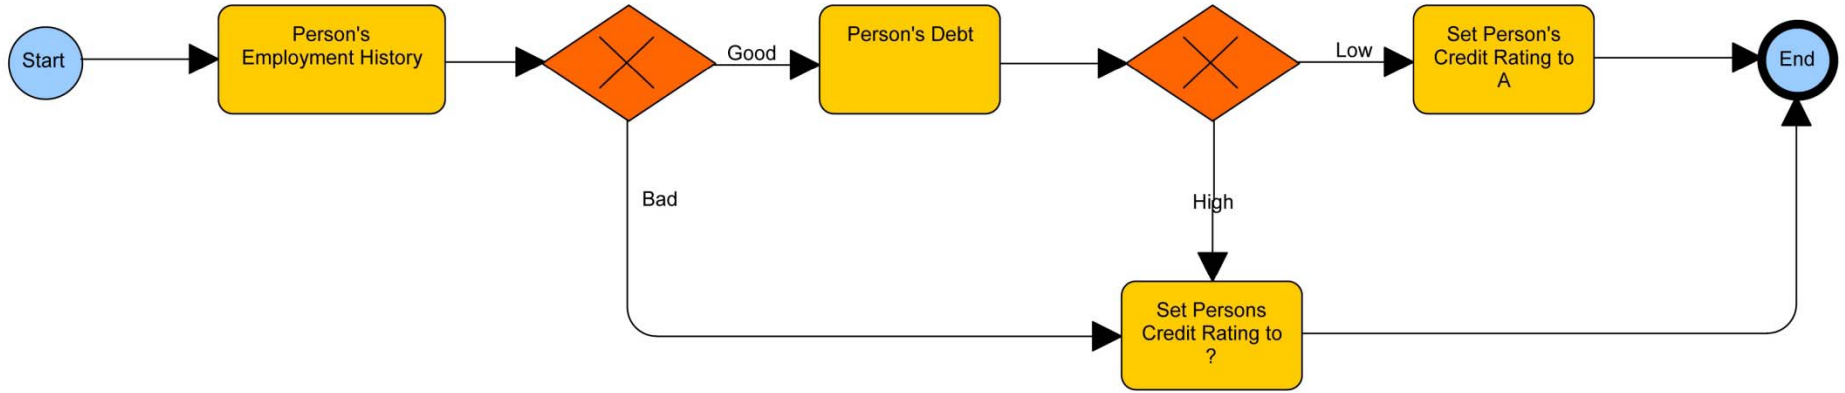 Start
Person's
Employment History
Good
Person's Debt
Low
Set Person's
Credit Rating to
A
End
Bad
High
Set Persons
Credit Rating to
?